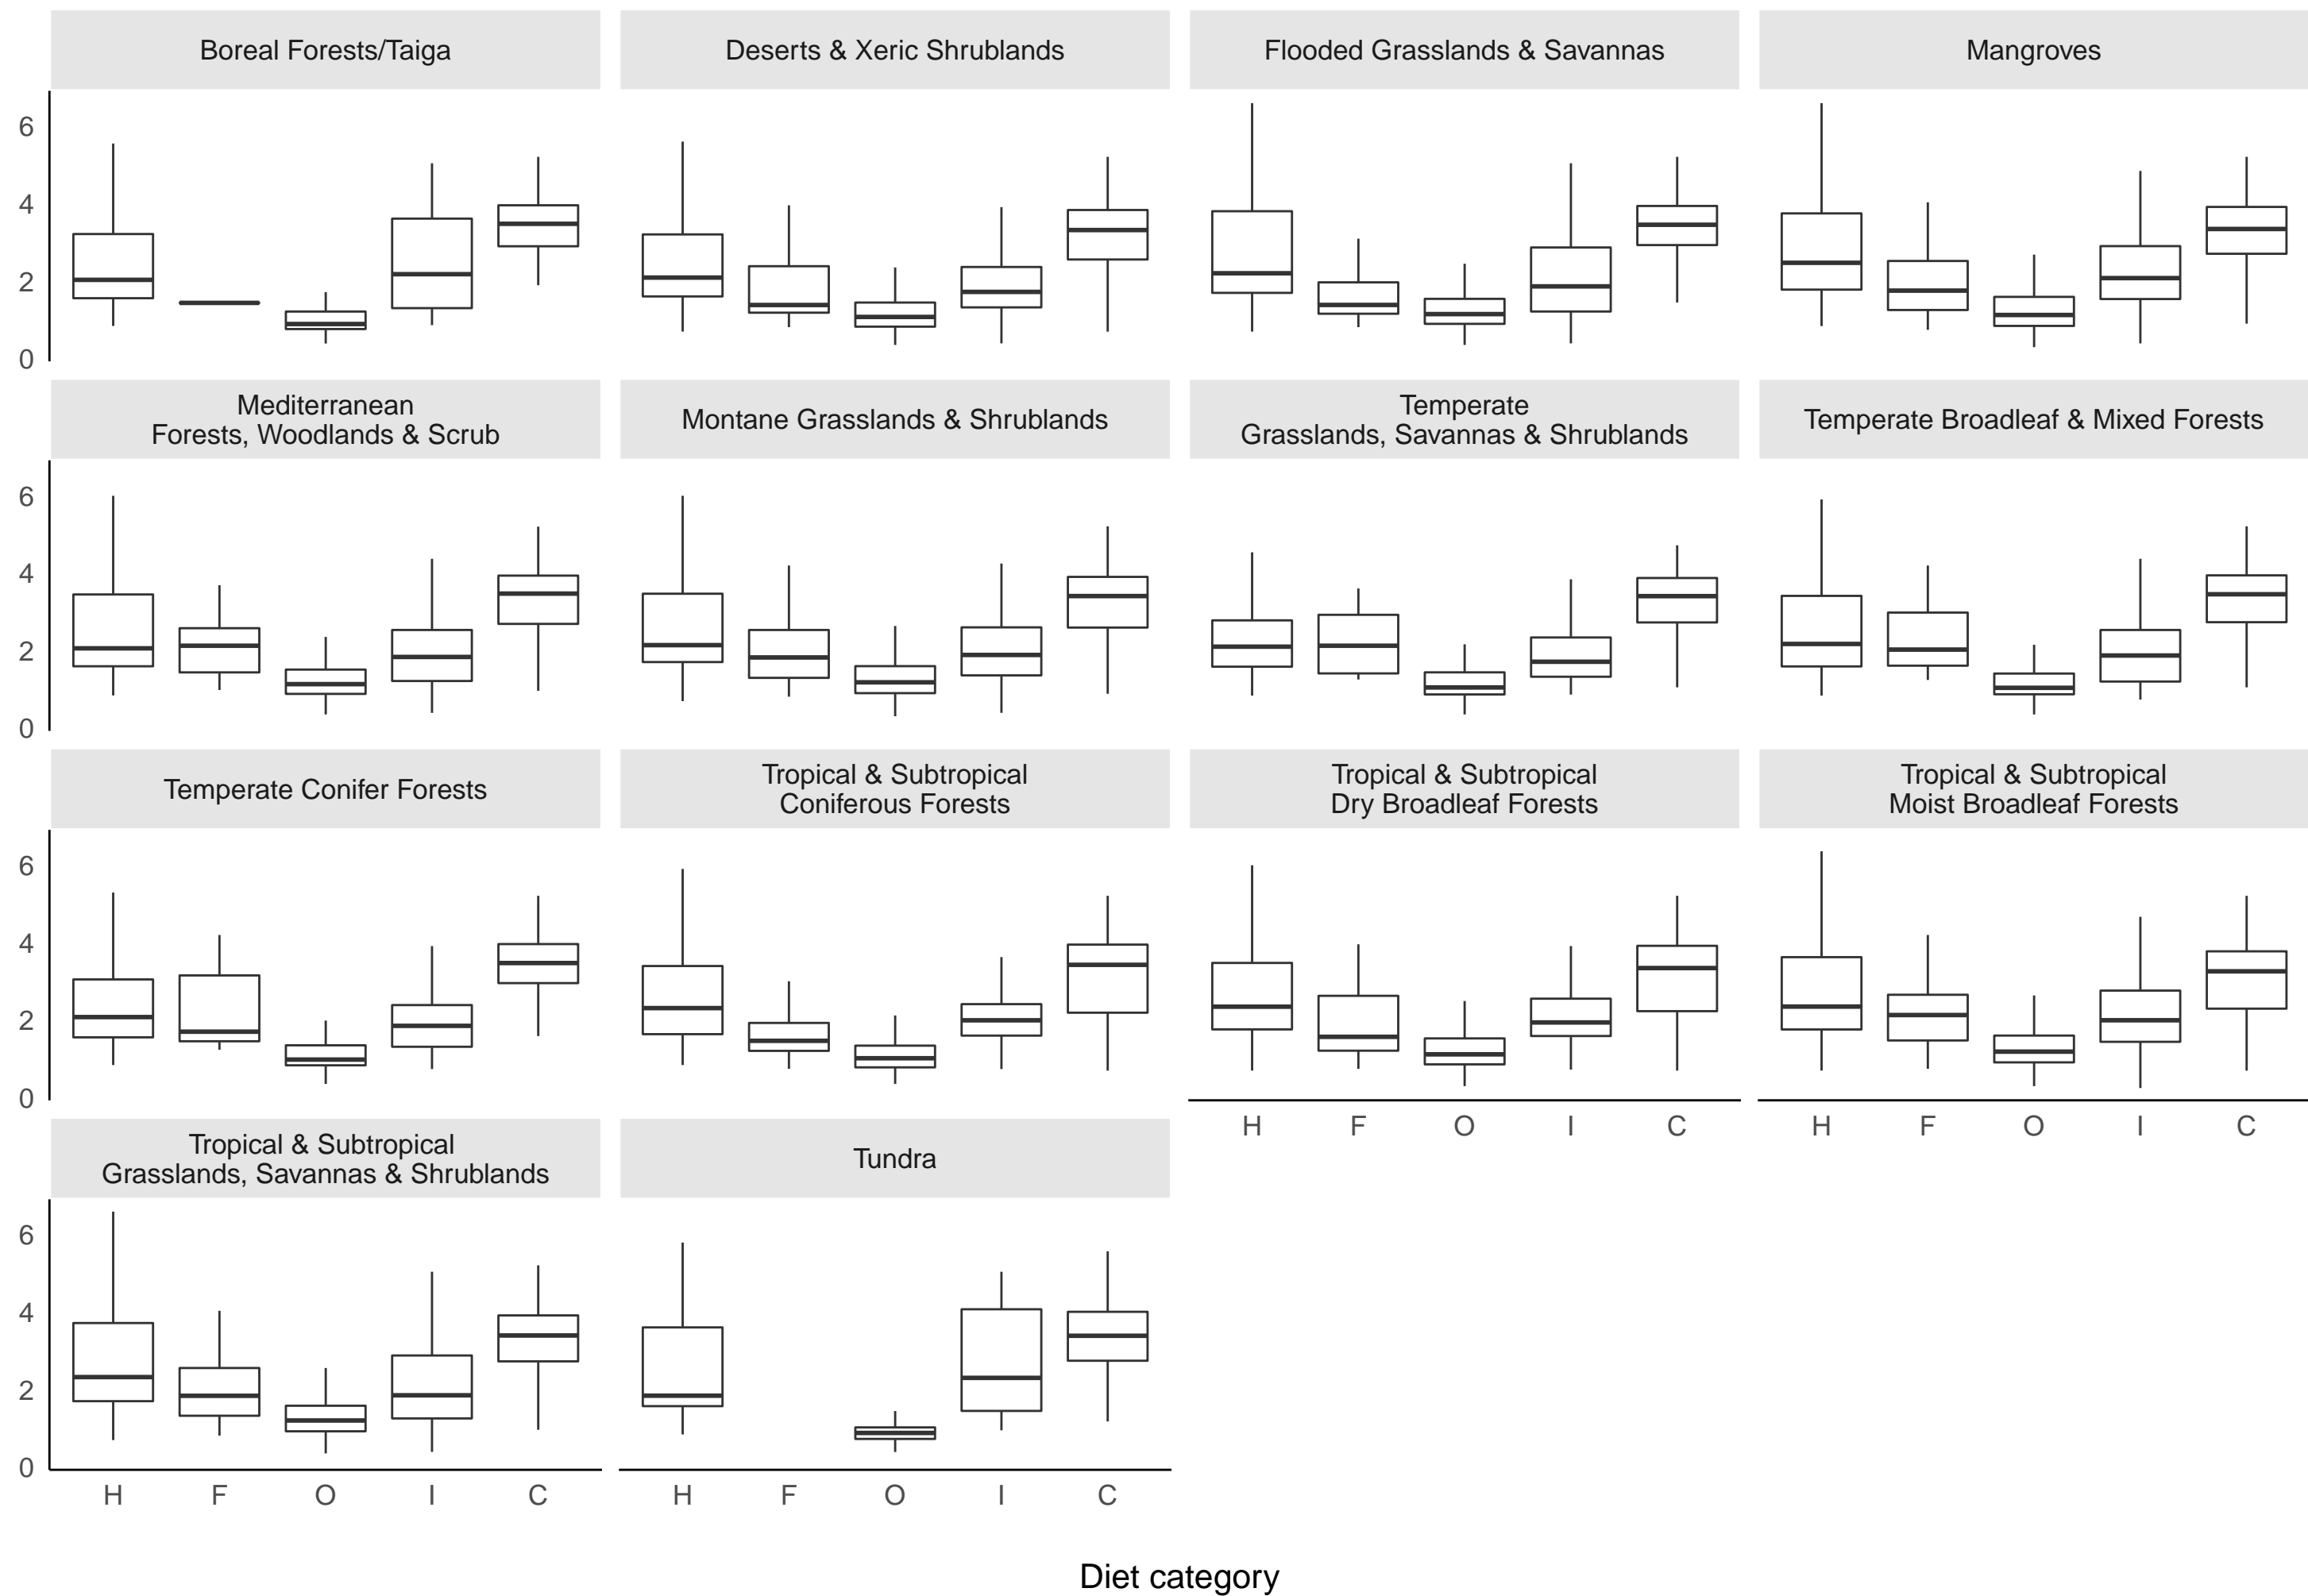 Boreal Forests/Taiga
Deserts & Xeric Shrublands
Flooded Grasslands & Savannas
Mangroves
6
4
2
0
Mediterranean
Forests, Woodlands & Scrub
Montane Grasslands & Shrublands
Temperate
Grasslands, Savannas & Shrublands
Temperate Broadleaf & Mixed Forests
6
4
2
0
Temperate Conifer Forests
Tropical & Subtropical
Coniferous Forests
Tropical & Subtropical
Dry Broadleaf Forests
Tropical & Subtropical
Moist Broadleaf Forests
6
4
2
0
H F O I C
H F O I C
Tropical & Subtropical
Grasslands, Savannas & Shrublands
Tundra
6
4
2
0
H F O I C
H F O I C
Diet category